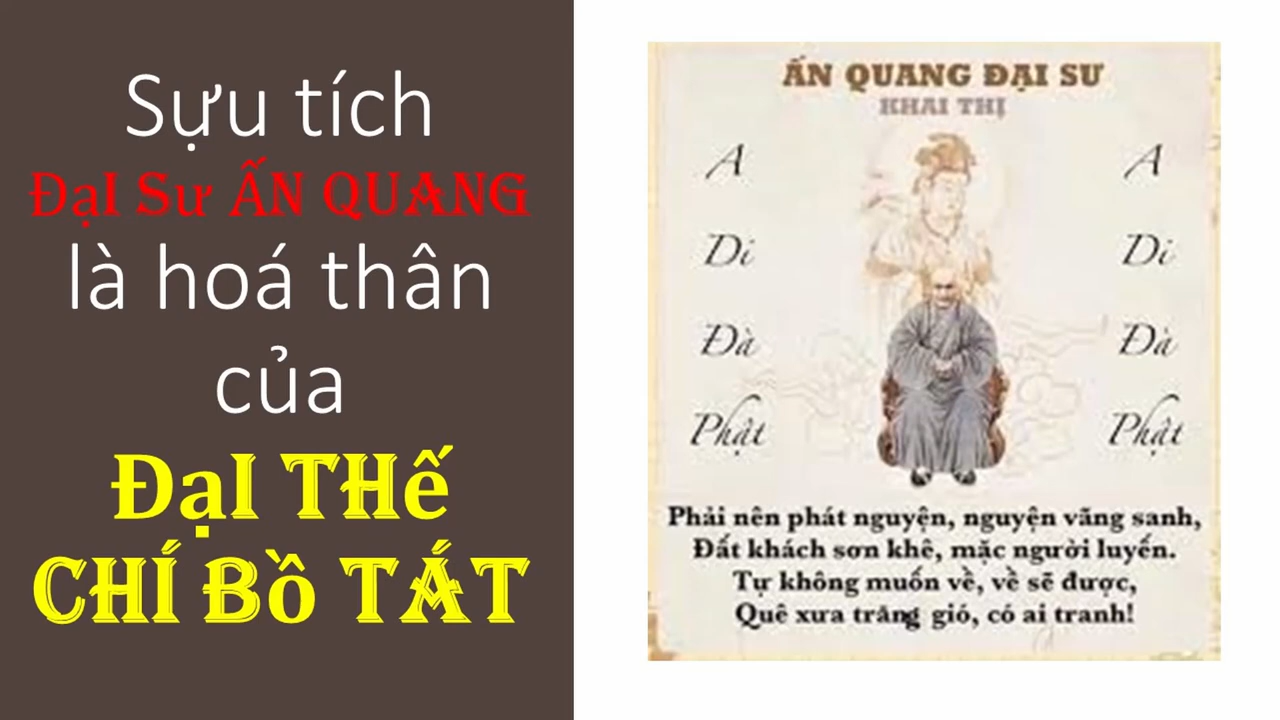 Sựu tích
Đại Sư ẤN QUANG
là hoá thân
của
Đại THế
CHÍ Bồ TÁT
ẤN QUANG ĐẠI SƯ
KHAI THỊ
A
Di
Đà
Phật
A
Di
Đà
Phật
Phải nên phát nguyện, nguyện vãng sanh,
Đất khách sơn khê, mặc người luyến.
Tự không muốn về, về sẽ được,
Quê xưa trăng gió, có ai tranh!